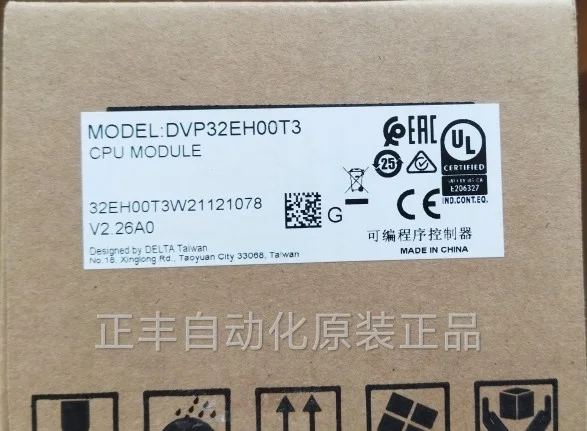 MODEL:DVP32EH00T3
CPU MODULE
32EH00T3W21121078
V2.26A0
Designed by DELTA Taiwan
No.18, Xinglong Rd., Taoyuan City 33068, Taiwan
G
EAC
25
UL
CERTIFIED
E206327
IND.CONT.EQ.
CE
可编程序控制器
MADE IN CHINA
正丰自动化原装正品